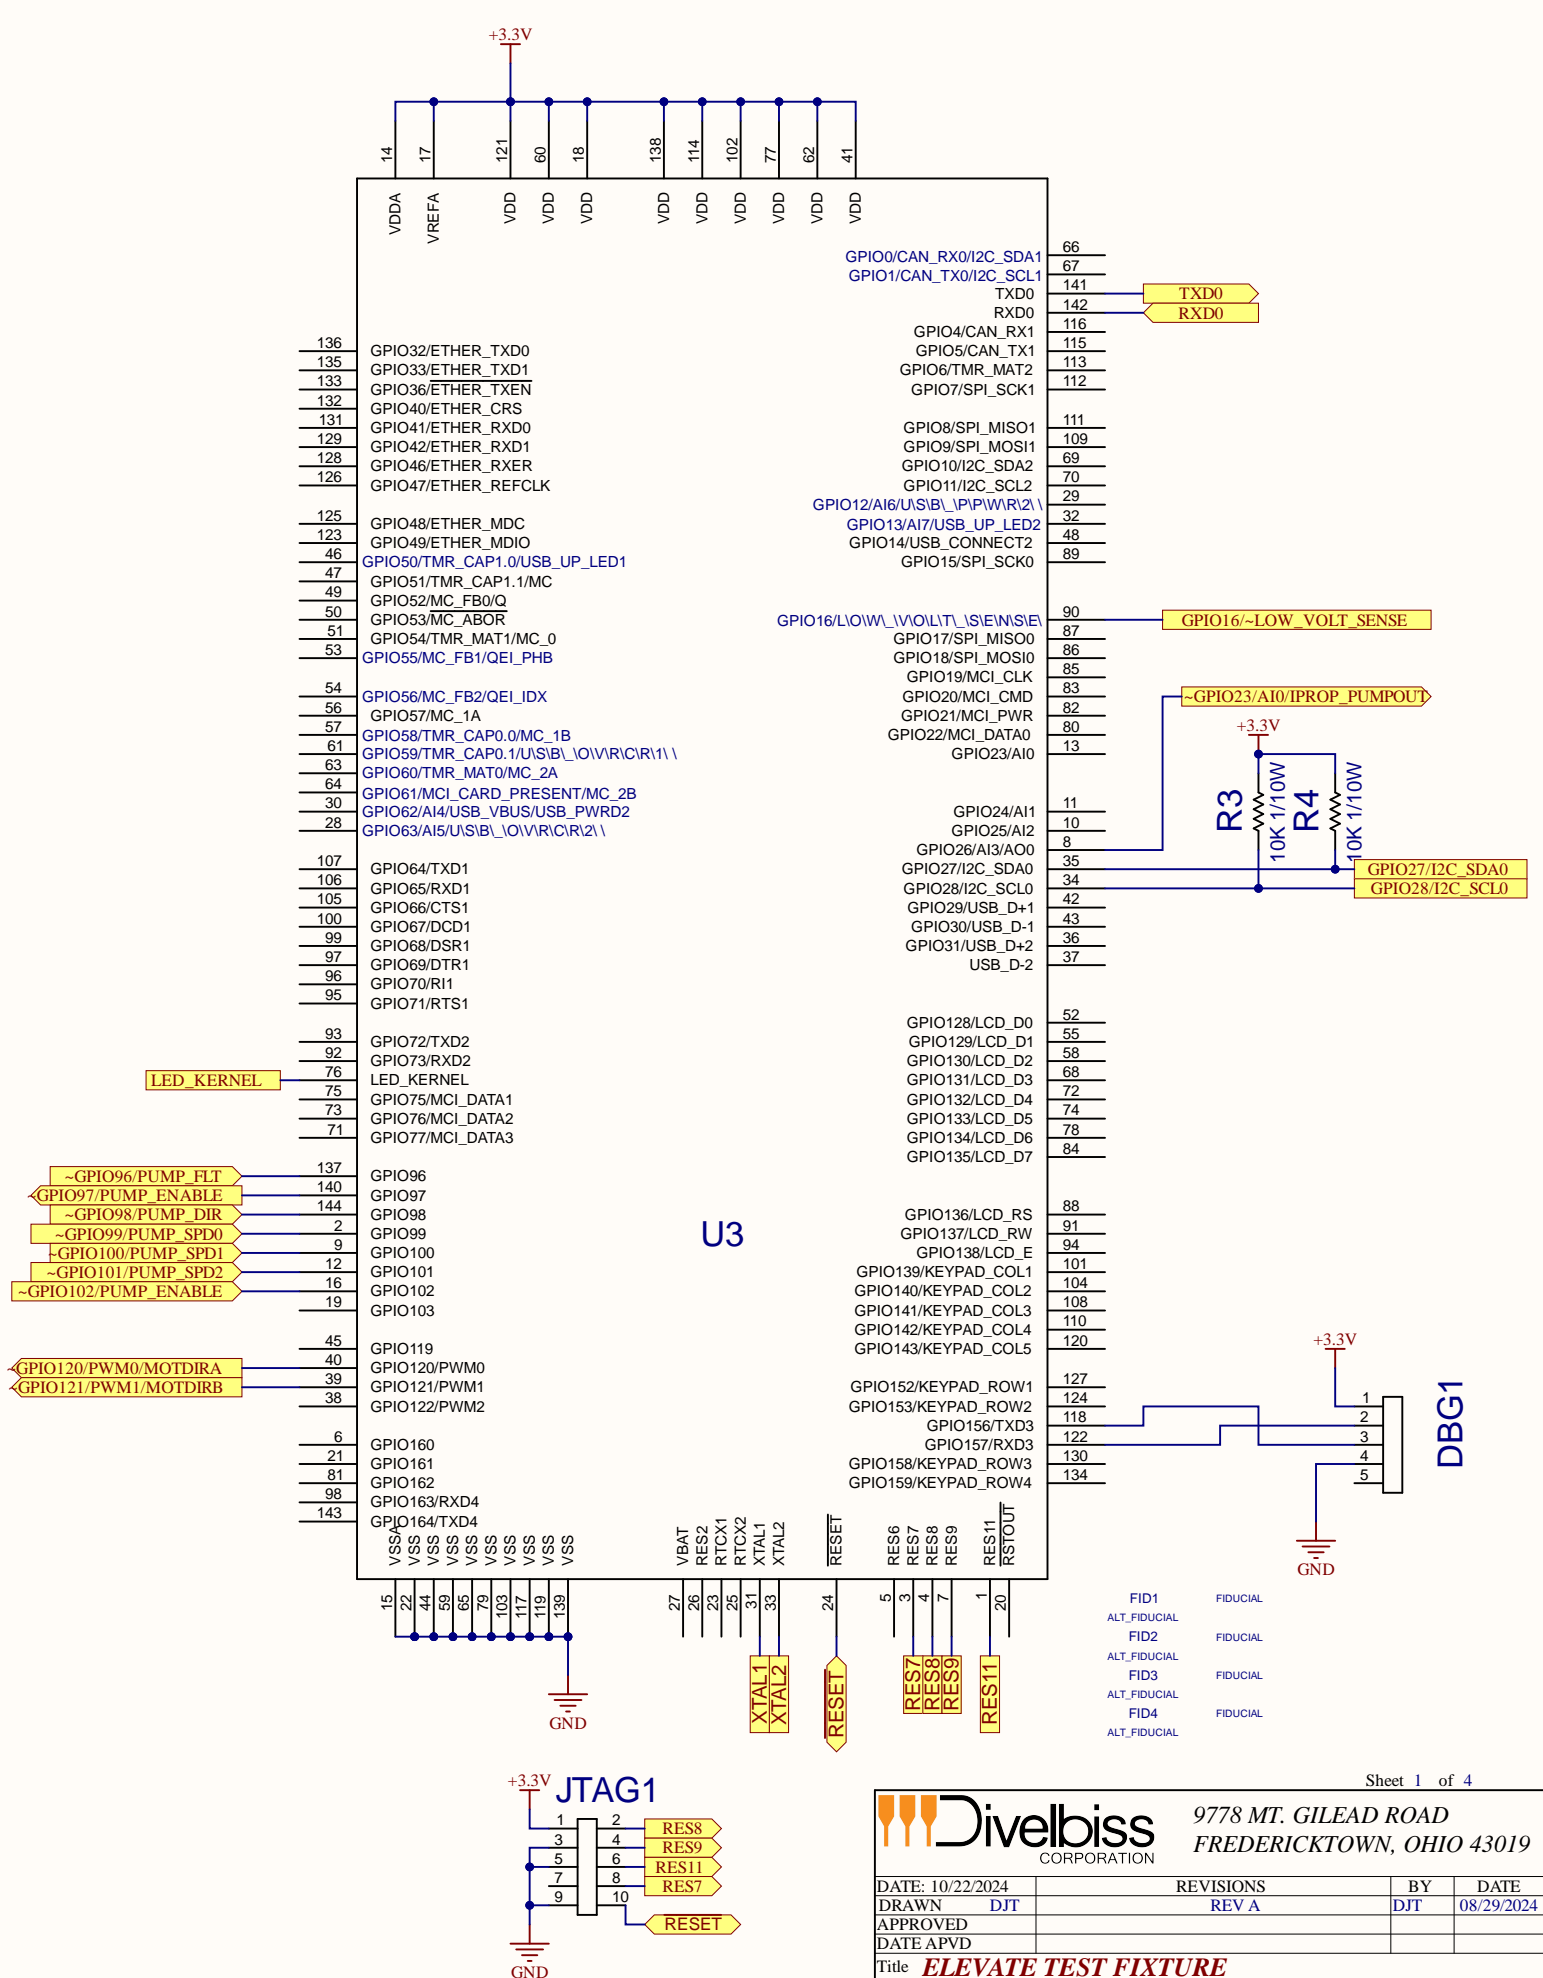 +3.3V
14 17 121 60 18 138 114 102 77 62 41
VDDA VREFA VDD VDD VDD VDD VDD VDD VDD VDD VDD
136 GPIO32/ETHER_TXD0
135 GPIO33/ETHER_TXD1
133 GPIO36/ETHER_TXEN
132 GPIO40/ETHER_CRS
131 GPIO41/ETHER_RXD0
129 GPIO42/ETHER_RXD1
128 GPIO46/ETHER_RXER
126 GPIO47/ETHER_REFCLK
125 GPIO48/ETHER_MDC
123 GPIO49/ETHER_MDIO
46 GPIO50/TMR_CAP1.0/USB_UP_LED1
47 GPIO51/TMR_CAP1.1/MC
49 GPIO52/MC_FB0/Q
50 GPIO53/MC_ABOR
51 GPIO54/TMR_MAT1/MC_0
53 GPIO55/MC_FB1/QEI_PHB
54 GPIO56/MC_FB2/QEI_IDX
56 GPIO57/MC_1A
57 GPIO58/TMR_CAP0.0/MC_1B
61 GPIO59/TMR_CAP0.1/U\S\B\_\O\V\R\C\R\1\ \
63 GPIO60/TMR_MAT0/MC_2A
64 GPIO61/MCI_CARD_PRESENT/MC_2B
30 GPIO62/AI4/USB_VBUS/USB_PWRD2
28 GPIO63/AI5/U\S\B\_\O\V\R\C\R\2\ \
107 GPIO64/TXD1
106 GPIO65/RXD1
105 GPIO66/CTS1
100 GPIO67/DCD1
99 GPIO68/DSR1
97 GPIO69/DTR1
96 GPIO70/RI1
95 GPIO71/RTS1
93 GPIO72/TXD2
92 GPIO73/RXD2
LED_KERNEL 76 LED_KERNEL
75 GPIO75/MCI_DATA1
73 GPIO76/MCI_DATA2
71 GPIO77/MCI_DATA3
~GPIO96/PUMP_FLT 137 GPIO96
~GPIO97/PUMP_ENABLE 140 GPIO97
~GPIO98/PUMP_DIR 144 GPIO98
~GPIO99/PUMP_SPD0 2 GPIO99
~GPIO100/PUMP_SPD1 9 GPIO100
~GPIO101/PUMP_SPD2 12 GPIO101
~GPIO102/PUMP_ENABLE 16 GPIO102
19 GPIO103
45 GPIO119
~GPIO120/PWM0/MOTDIRA 40 GPIO120/PWM0
~GPIO121/PWM1/MOTDIRB 39 GPIO121/PWM1
38 GPIO122/PWM2
6 GPIO160
21 GPIO161
81 GPIO162
98 GPIO163/RXD4
143 GPIO164/TXD4
U3
GPIO0/CAN_RX0/I2C_SDA1 66
GPIO1/CAN_TX0/I2C_SCL1 67
TXD0 141 TXD0
RXD0 142 RXD0
GPIO4/CAN_RX1 116
GPIO5/CAN_TX1 115
GPIO6/TMR_MAT2 113
GPIO7/SPI_SCK1 112
GPIO8/SPI_MISO1 111
GPIO9/SPI_MOSI1 109
GPIO10/I2C_SDA2 69
GPIO11/I2C_SCL2 70
GPIO12/AI6/U\S\B\_\P\P\W\R\2\ \ 29
GPIO13/AI7/USB_UP_LED2 32
GPIO14/USB_CONNECT2 48
GPIO15/SPI_SCK0 89
GPIO16/L\O\W\_\V\O\L\T\_\S\E\N\S\E\ 90 GPIO16/~LOW_VOLT_SENSE
GPIO17/SPI_MISO0 87
GPIO18/SPI_MOSI0 86
GPIO19/MCI_CLK 85
GPIO20/MCI_CMD 83 ~GPIO23/AI0/IPROP_PUMPOUT
GPIO21/MCI_PWR 82
GPIO22/MCI_DATA0 80
GPIO23/AI0 13
+3.3V
R3 10K 1/10W R4 10K 1/10W
GPIO24/AI1 11
GPIO25/AI2 10
GPIO26/AI3/AO0 8
GPIO27/I2C_SDA0 35 GPIO27/I2C_SDA0
GPIO28/I2C_SCL0 34 GPIO28/I2C_SCL0
GPIO29/USB_D+1 42
GPIO30/USB_D-1 43
GPIO31/USB_D+2 36
USB_D-2 37
GPIO128/LCD_D0 52
GPIO129/LCD_D1 55
GPIO130/LCD_D2 58
GPIO131/LCD_D3 68
GPIO132/LCD_D4 72
GPIO133/LCD_D5 74
GPIO134/LCD_D6 78
GPIO135/LCD_D7 84
GPIO136/LCD_RS 88
GPIO137/LCD_RW 91
GPIO138/LCD_E 94
GPIO139/KEYPAD_COL1 101
GPIO140/KEYPAD_COL2 104
GPIO141/KEYPAD_COL3 108
GPIO142/KEYPAD_COL4 110
GPIO143/KEYPAD_COL5 120
GPIO152/KEYPAD_ROW1 127
GPIO153/KEYPAD_ROW2 124
GPIO156/TXD3 118
GPIO157/RXD3 122
GPIO158/KEYPAD_ROW3 130
GPIO159/KEYPAD_ROW4 134
+3.3V
1
2
3
4
5
DBG1
GND
VSSA VSS VSS VSS VSS VSS VSS VSS VSS VSS VBAT RES2 RTCX1 RTCX2 XTAL1 XTAL2 RESET RES6 RES7 RES8 RES9 RES11 RSTOUT
15 22 44 59 65 79 103 117 119 139 27 26 23 25 31 33 24 5 3 4 7 1 20
GND
XTAL1 XTAL2 RESET RES7 RES8 RES9 RES11
FID1 FIDUCIAL
ALT_FIDUCIAL
FID2 FIDUCIAL
ALT_FIDUCIAL
FID3 FIDUCIAL
ALT_FIDUCIAL
FID4 FIDUCIAL
ALT_FIDUCIAL
+3.3V JTAG1
1 2 RES8
3 4 RES9
5 6 RES11
7 8 RES7
9 10
RESET
GND
Sheet 1 of 4
Divelbiss
CORPORATION
9778 MT. GILEAD ROAD
FREDERICKTOWN, OHIO 43019
DATE: 10/22/2024 REVISIONS BY DATE
DRAWN DJT REV A DJT 08/29/2024
APPROVED
DATE APVD
Title ELEVATE TEST FIXTURE